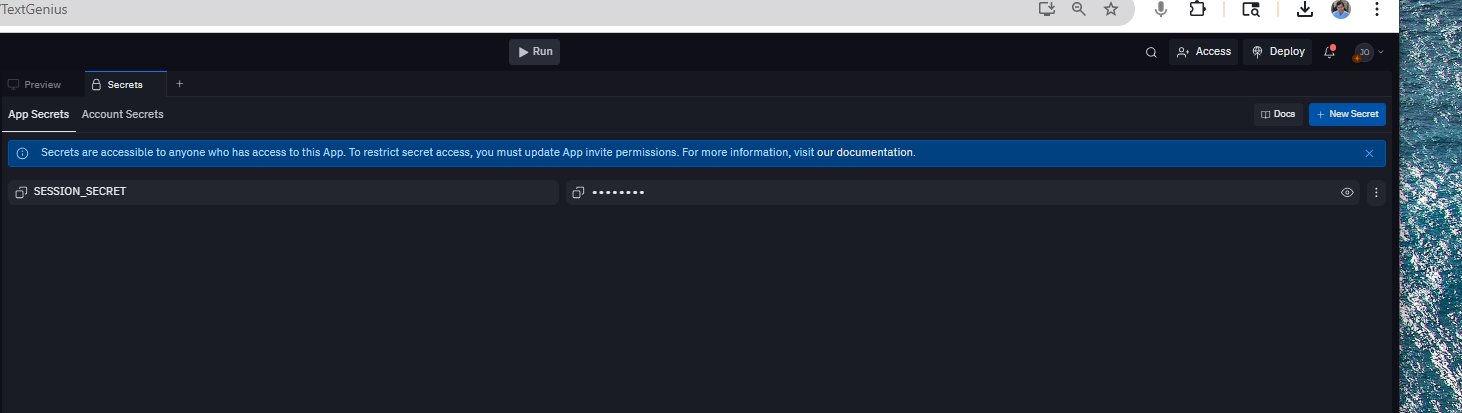 /TextGenius
Run
Access
Deploy
JO
Preview
Secrets
App Secrets
Account Secrets
Docs
New Secret
Secrets are accessible to anyone who has access to this App. To restrict secret access, you must update App invite permissions. For more information, visit our documentation.
SESSION_SECRET
••••••••